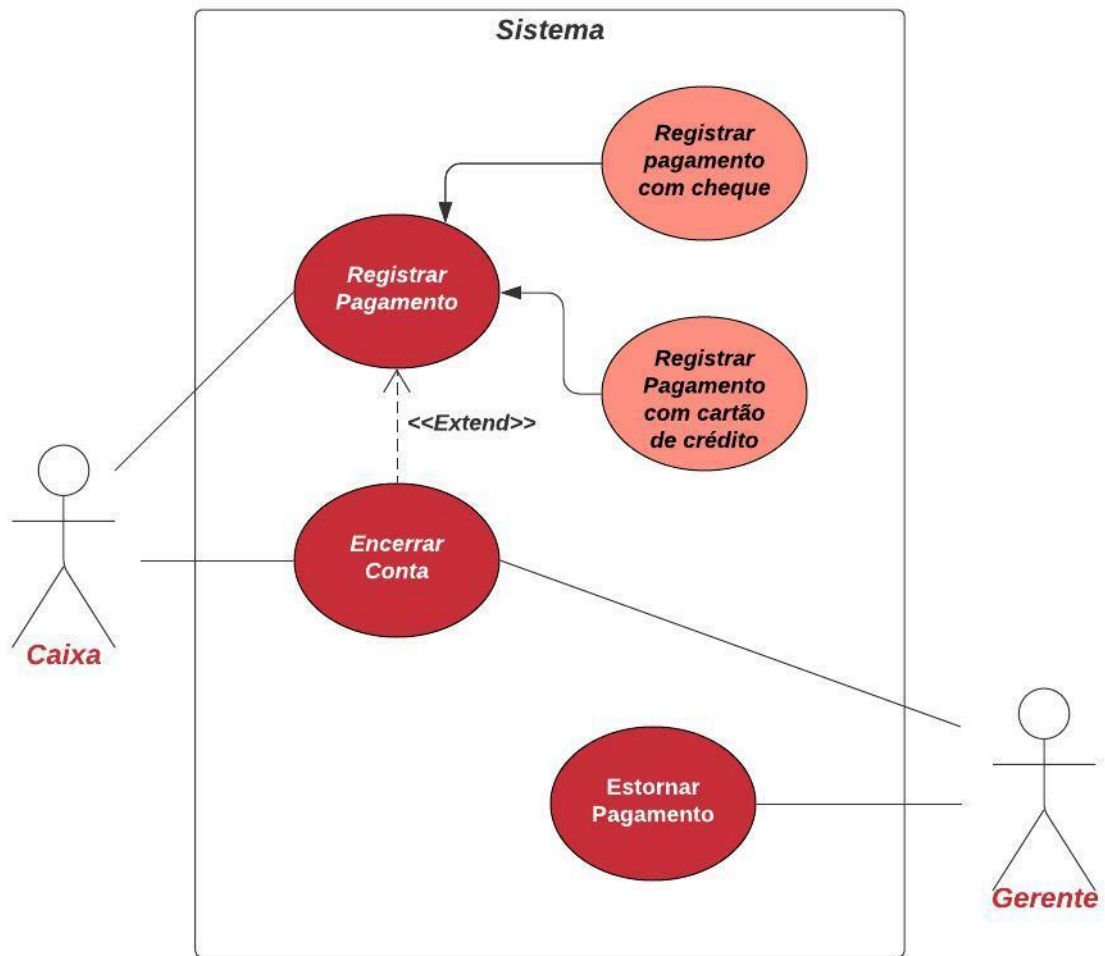 Sistema
Registrar
pagamento
com cheque
Registrar
Pagamento
Registrar
Pagamento
com cartão
de crédito
<<Extend>>
Encerrar
Conta
Caixa
Estornar
Pagamento
Gerente